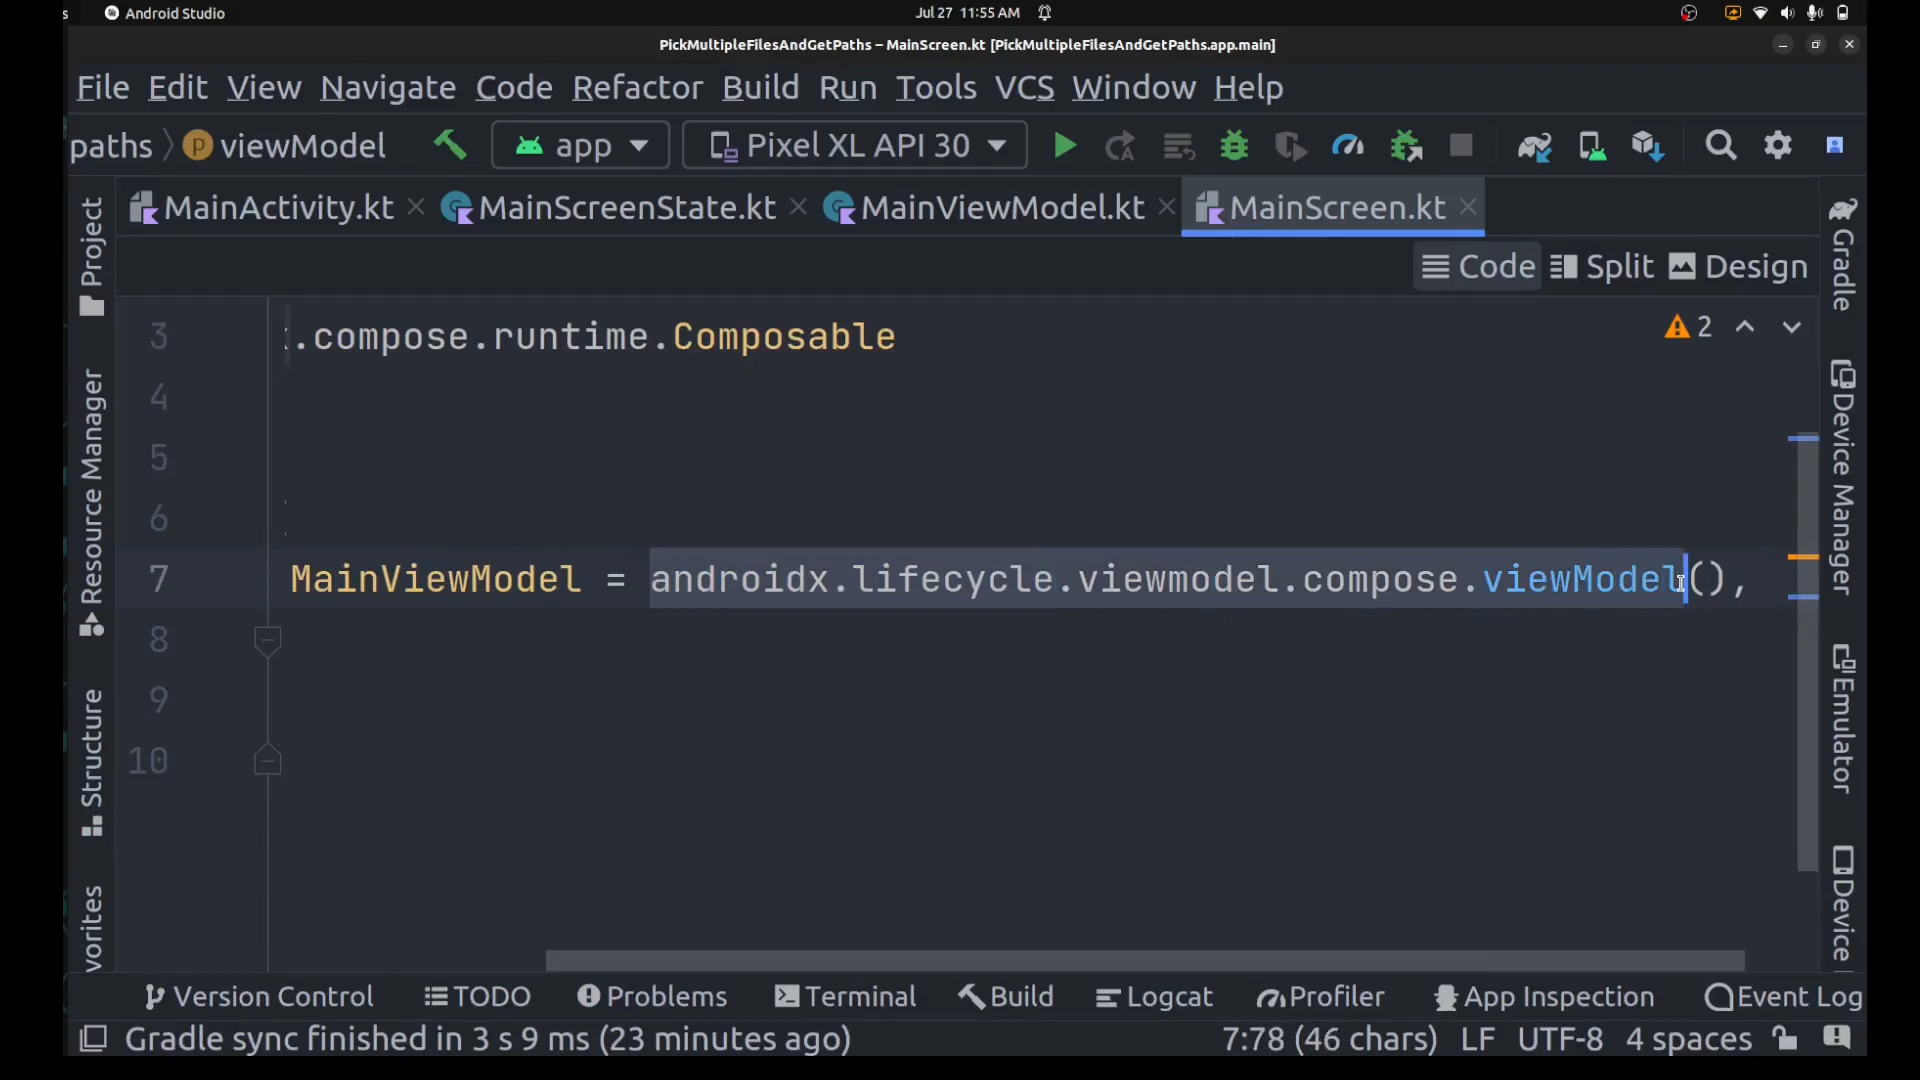 Android Studio
Jul 27 11:55 AM
PickMultipleFilesAndGetPaths – MainScreen.kt [PickMultipleFilesAndGetPaths.app.main]
File Edit View Navigate Code Refactor Build Run Tools VCS Window Help
paths viewModel app Pixel XL API 30
MainActivity.kt MainScreenState.kt MainViewModel.kt MainScreen.kt
Code Split Design
3 .compose.runtime.Composable
2
4
5
6
7 MainViewModel = androidx.lifecycle.viewmodel.compose.viewModel(),
8
9
10
Project
Resource Manager
Structure
vorites
Gradle
Device Manager
Emulator
Device
Version Control TODO Problems Terminal Build Logcat Profiler App Inspection Event Log
Gradle sync finished in 3 s 9 ms (23 minutes ago) 7:78 (46 chars) LF UTF-8 4 spaces